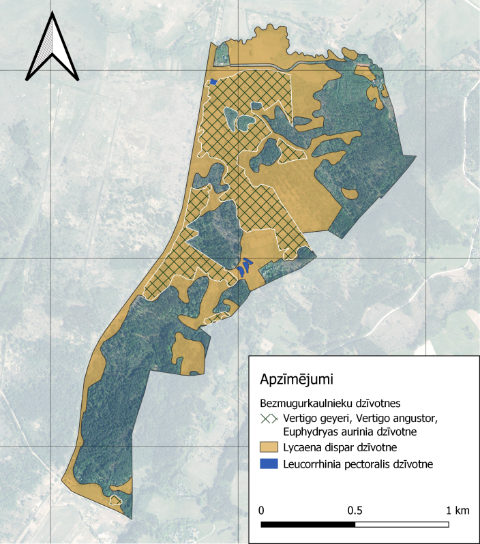 Apzīmējumi
Bezmugurkaulnieku dzīvotnes
Vertigo geyeri, Vertigo angustor,
Euphydryas aurinia dzīvotne
Lycaena dispar dzīvotne
Leucorrhinia pectoralis dzīvotne
0 0.5 1 km